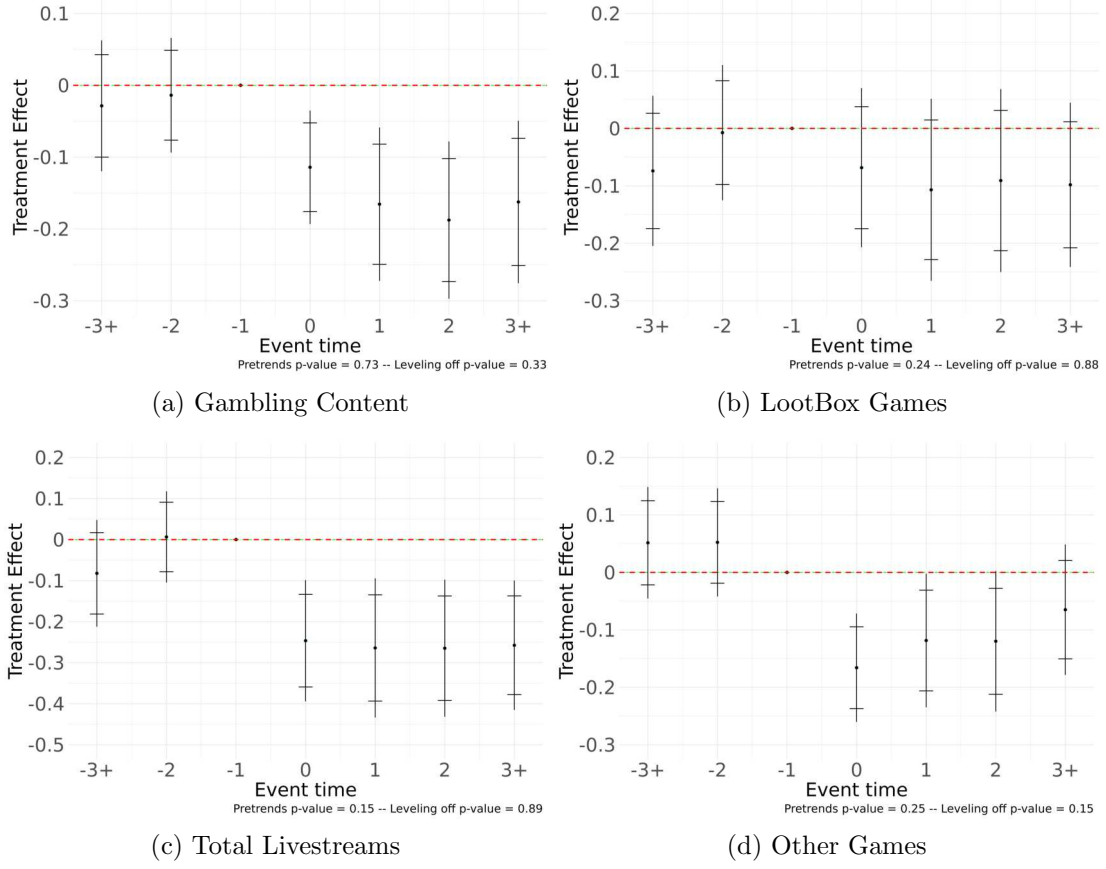 0.1
0
-0.1
-0.2
-0.3
Treatment Effect
-3+ -2 -1 0 1 2 3+
Event time
Pretrends p-value = 0.73 -- Leveling off p-value = 0.33
(a) Gambling Content
0.2
0.1
0
-0.1
-0.2
-0.3
Treatment Effect
-3+ -2 -1 0 1 2 3+
Event time
Pretrends p-value = 0.24 -- Leveling off p-value = 0.88
(b) LootBox Games
0.2
0.1
0
-0.1
-0.2
-0.3
-0.4
-0.5
Treatment Effect
-3+ -2 -1 0 1 2 3+
Event time
Pretrends p-value = 0.15 -- Leveling off p-value = 0.89
(c) Total Livestreams
0.2
0.1
0
-0.1
-0.2
-0.3
Treatment Effect
-3+ -2 -1 0 1 2 3+
Event time
Pretrends p-value = 0.25 -- Leveling off p-value = 0.15
(d) Other Games